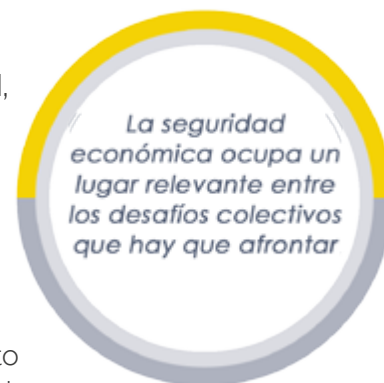 La seguridad
económica ocupa un
lugar relevante entre
los desafíos colectivos
que hay que afrontar